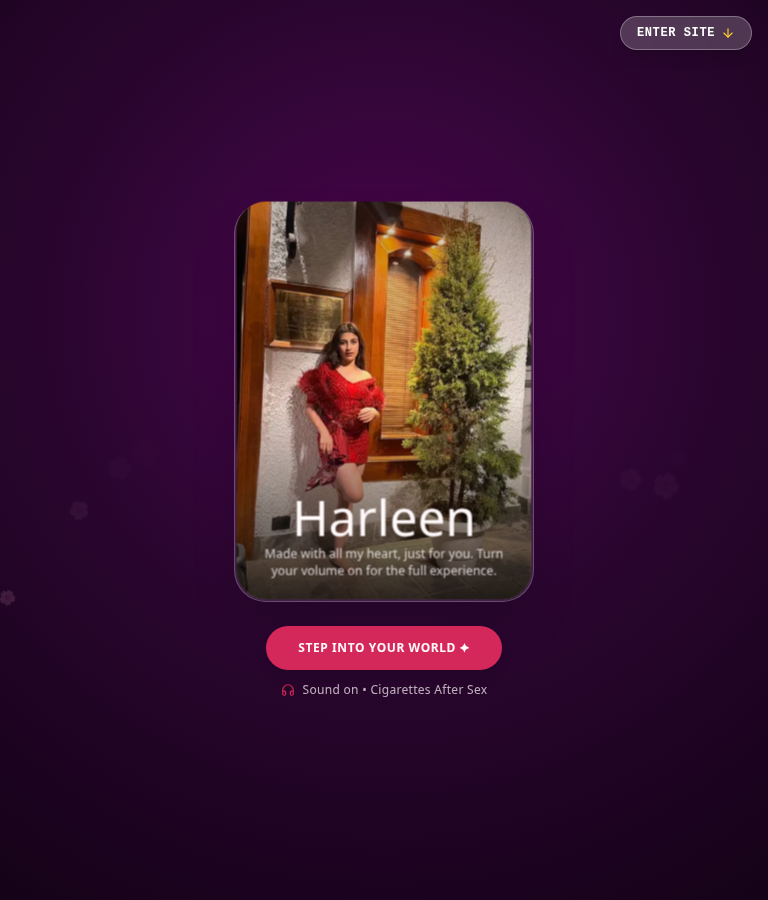 ENTER SITE ↓
Harleen
Made with all my heart, just for you. Turn
your volume on for the full experience.
STEP INTO YOUR WORLD ✦
Sound on • Cigarettes After Sex